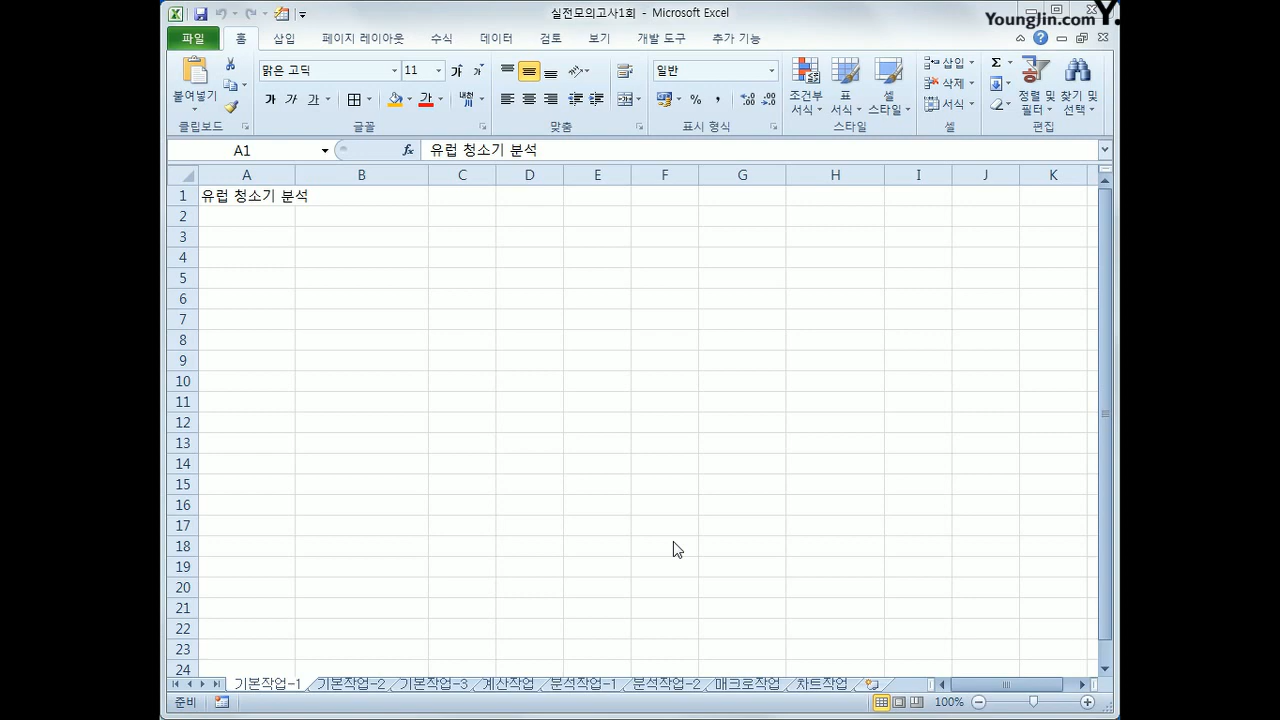 실전모의고사1회 - Microsoft Excel
YoungJin.com Y.
파일 홈 삽입 페이지 레이아웃 수식 데이터 검토 보기 개발 도구 추가 기능
맑은 고딕 11 가 가 일반 삽입
붙여넣기 가 가 가 가 내천 % , 조건부 서식 표 서식 셀 스타일 삭제 서식 Σ 정렬 및 필터 찾기 및 선택
클립보드 글꼴 맞춤 표시 형식 스타일 셀 편집
A1 fx 유럽 청소기 분석
A B C D E F G H I J K
1 유럽 청소기 분석
2
3
4
5
6
7
8
9
10
11
12
13
14
15
16
17
18
19
20
21
22
23
24
기본작업-1 기본작업-2 기본작업-3 계산작업 분석작업-1 분석작업-2 매크로작업 차트작업
준비 100%